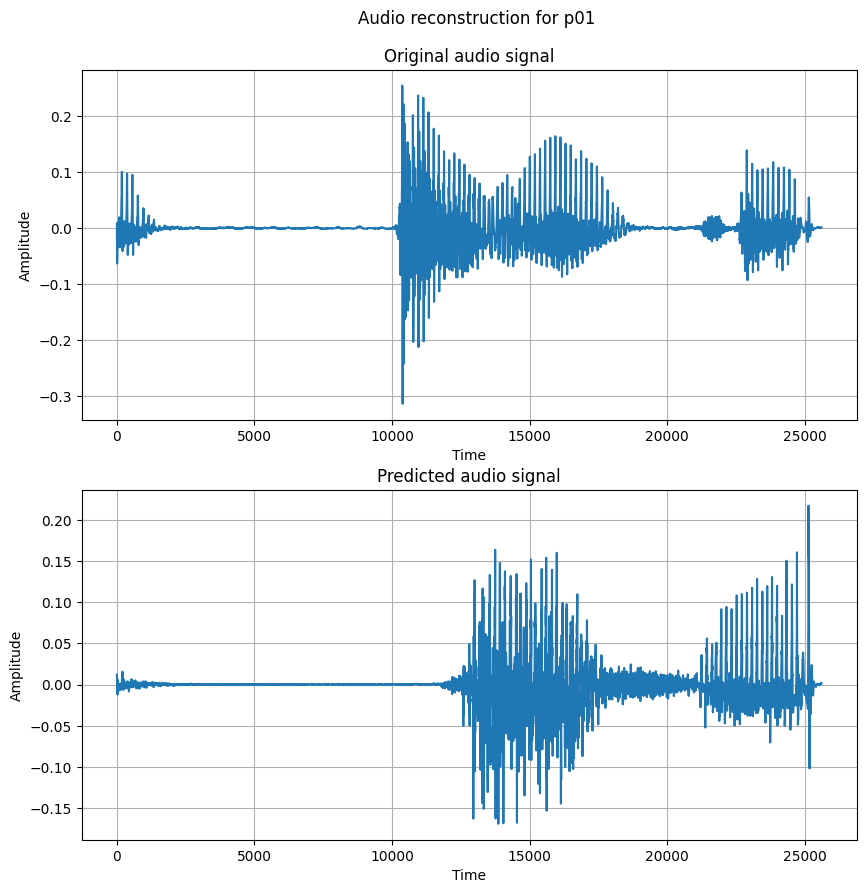 Audio reconstruction for p01
Original audio signal
0.2
0.1
0.0
−0.1
−0.2
−0.3
Amplitude
0 5000 10000 15000 20000 25000
Time
Predicted audio signal
0.20
0.15
0.10
0.05
0.00
−0.05
−0.10
−0.15
Amplitude
0 5000 10000 15000 20000 25000
Time